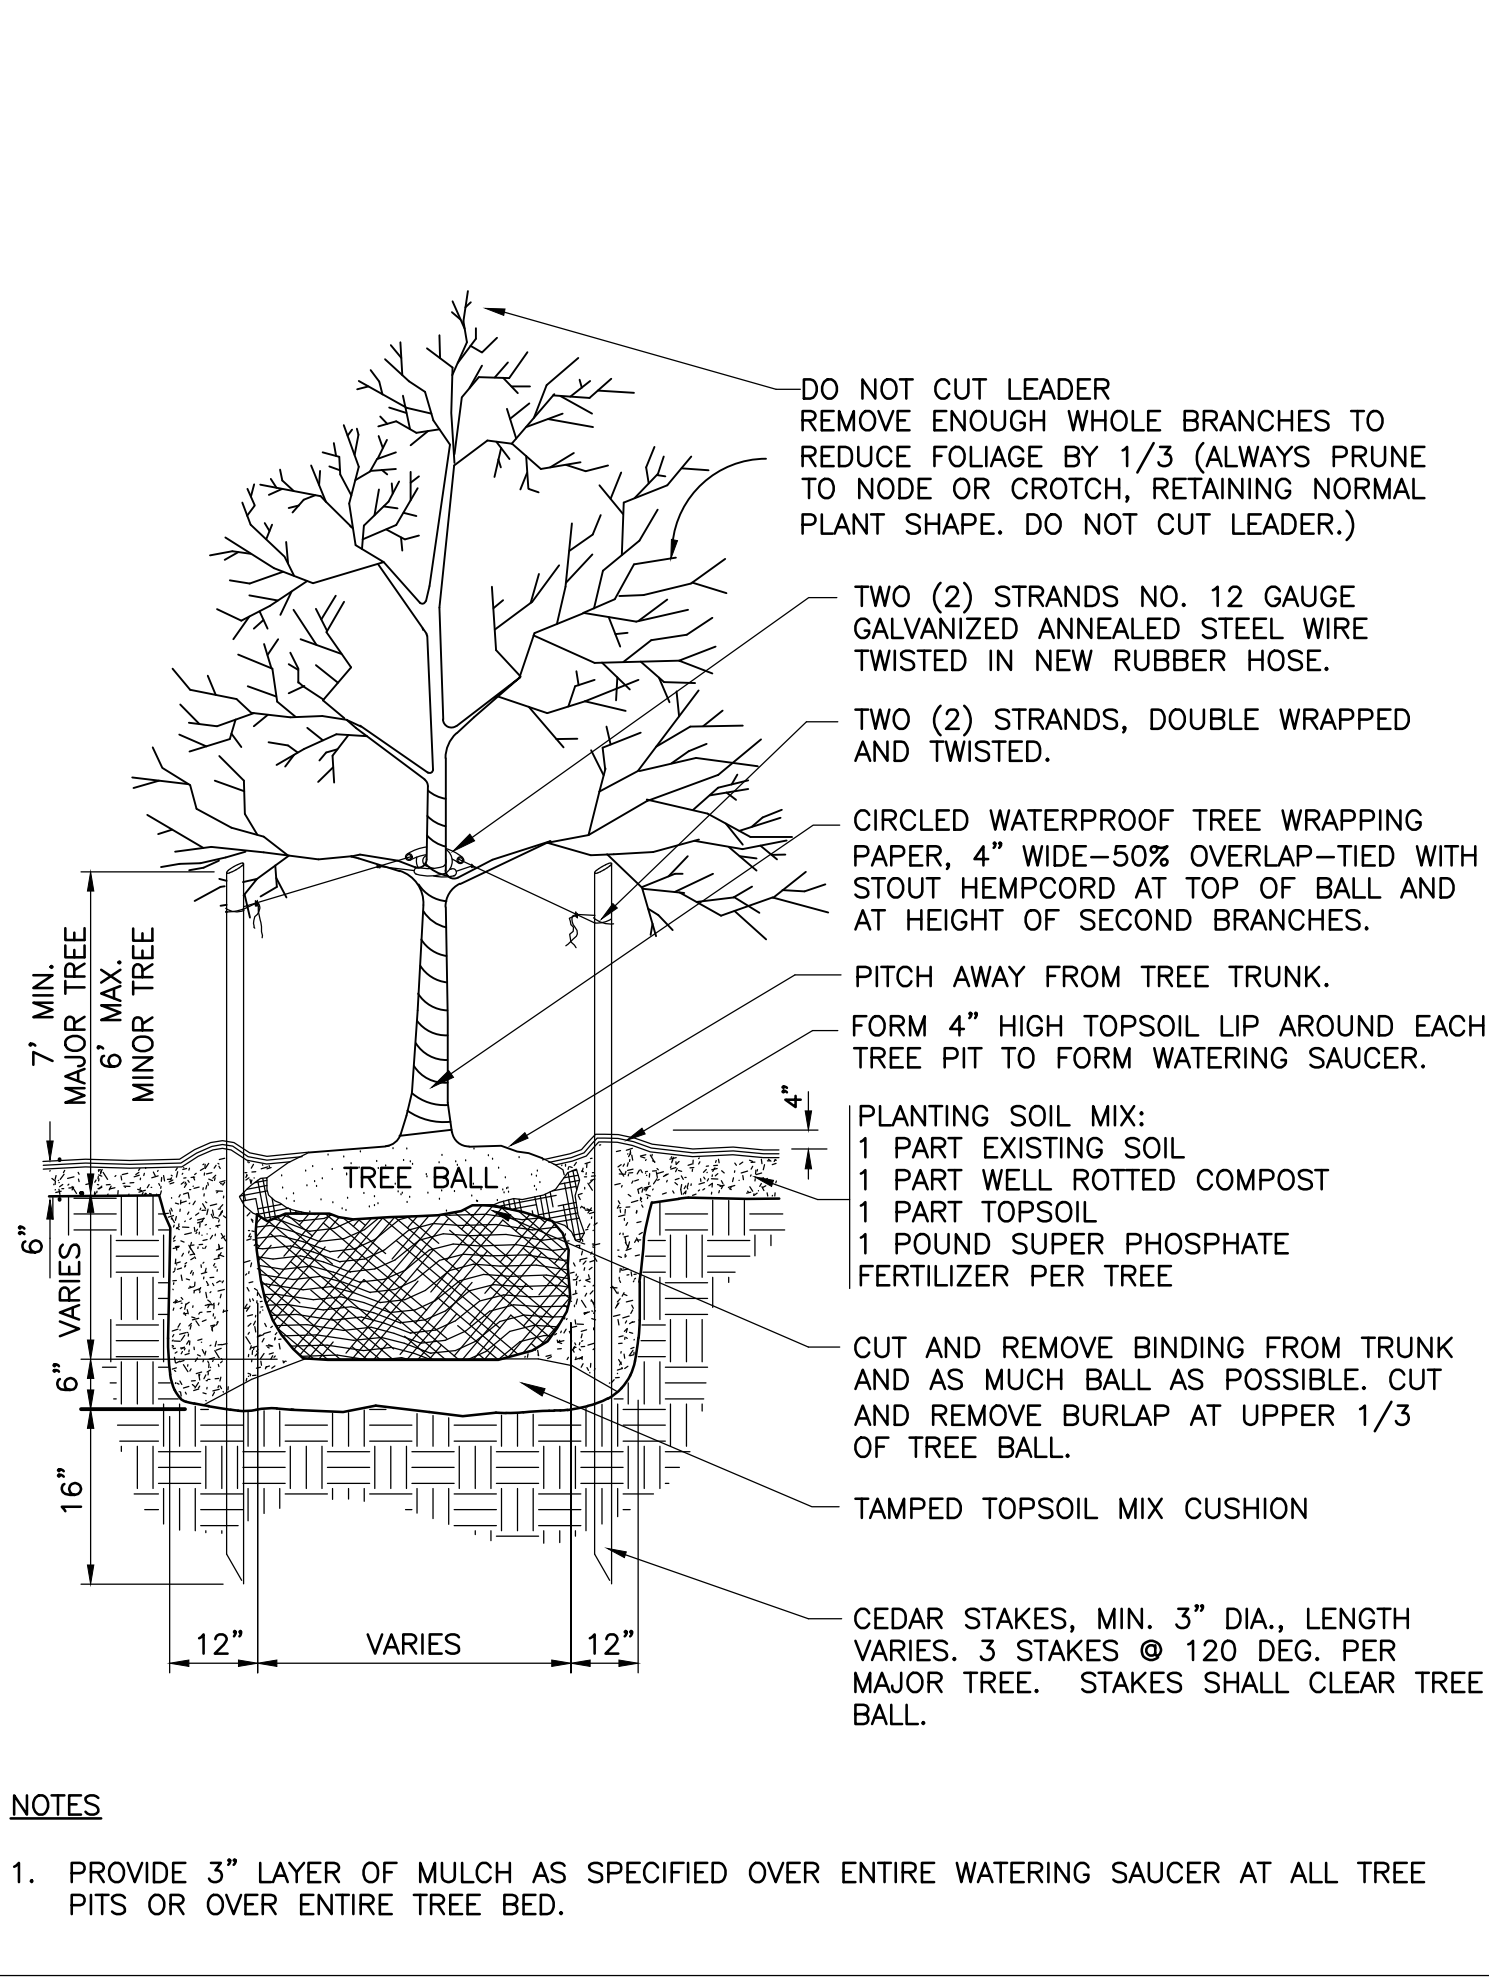 DO NOT CUT LEADER
REMOVE ENOUGH WHOLE BRANCHES TO
REDUCE FOLIAGE BY 1/3 (ALWAYS PRUNE
TO NODE OR CROTCH, RETAINING NORMAL
PLANT SHAPE. DO NOT CUT LEADER.)
TWO (2) STRANDS NO. 12 GAUGE
GALVANIZED ANNEALED STEEL WIRE
TWISTED IN NEW RUBBER HOSE.
TWO (2) STRANDS, DOUBLE WRAPPED
AND TWISTED.
CIRCLED WATERPROOF TREE WRAPPING
PAPER, 4" WIDE-50% OVERLAP-TIED WITH
STOUT HEMPCORD AT TOP OF BALL AND
AT HEIGHT OF SECOND BRANCHES.
PITCH AWAY FROM TREE TRUNK.
FORM 4" HIGH TOPSOIL LIP AROUND EACH
TREE PIT TO FORM WATERING SAUCER.
4"
PLANTING SOIL MIX:
1 PART EXISTING SOIL
1 PART WELL ROTTED COMPOST
1 PART TOPSOIL
1 POUND SUPER PHOSPHATE
FERTILIZER PER TREE
CUT AND REMOVE BINDING FROM TRUNK
AND AS MUCH BALL AS POSSIBLE. CUT
AND REMOVE BURLAP AT UPPER 1/3
OF TREE BALL.
TAMPED TOPSOIL MIX CUSHION
CEDAR STAKES, MIN. 3" DIA., LENGTH
VARIES. 3 STAKES @ 120 DEG. PER
MAJOR TREE. STAKES SHALL CLEAR TREE
BALL.
7' MIN.
MAJOR TREE
6' MAX.
MINOR TREE
TREE BALL
6"
VARIES
6"
16"
12"
VARIES
12"
NOTES
1. PROVIDE 3" LAYER OF MULCH AS SPECIFIED OVER ENTIRE WATERING SAUCER AT ALL TREE
PITS OR OVER ENTIRE TREE BED.